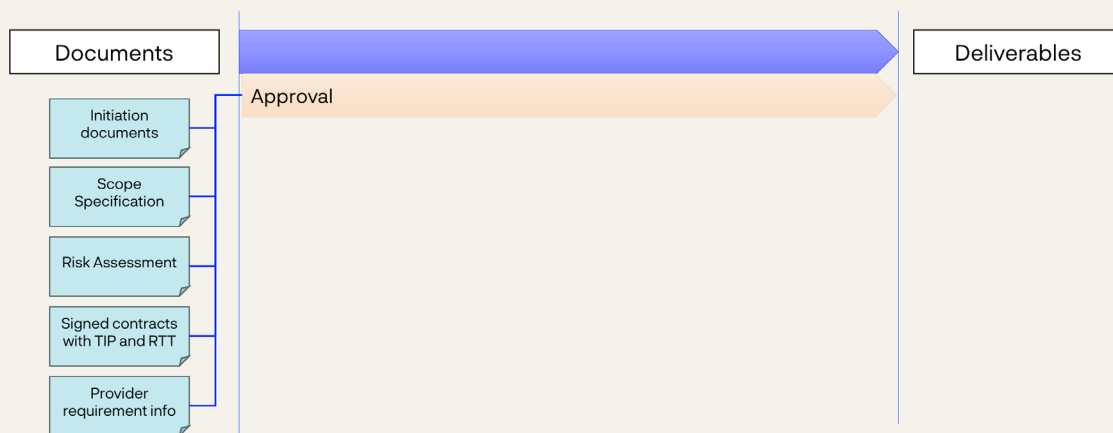 Documents
Deliverables
Approval
Initiation
documents
Scope
Specification
Risk Assessment
Signed contracts
with TIP and RTT
Provider
requirement info